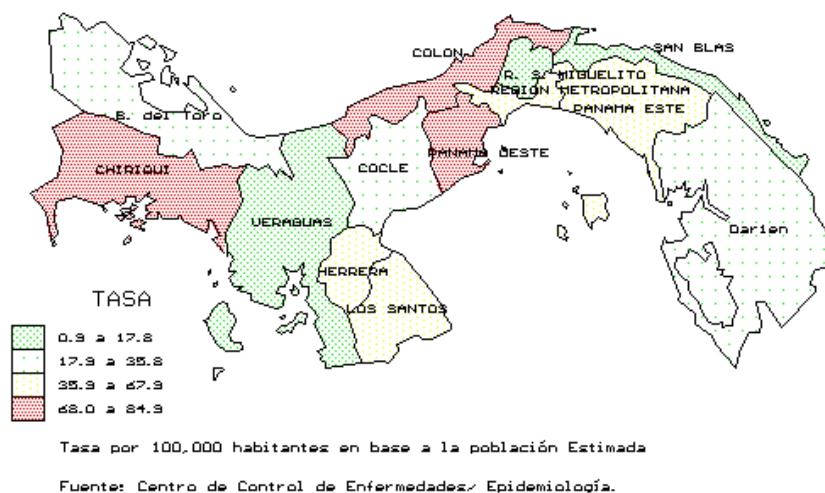 COLON
SAN BLAS
R. S. MIGUELITO
REGION METROPOLITANA
B. del Toro
PANAMA ESTE
CHIRIQUI
COCLE
PANAMA OESTE
VERAGUAS
Darien
HERRERA
LOS SANTOS
TASA
0.9 a 17.8
17.9 a 35.8
35.9 a 67.9
68.0 a 84.9
Tasa por 100,000 habitantes en base a la población Estimada
Fuente: Centro de Control de Enfermedades/ Epidemiología.